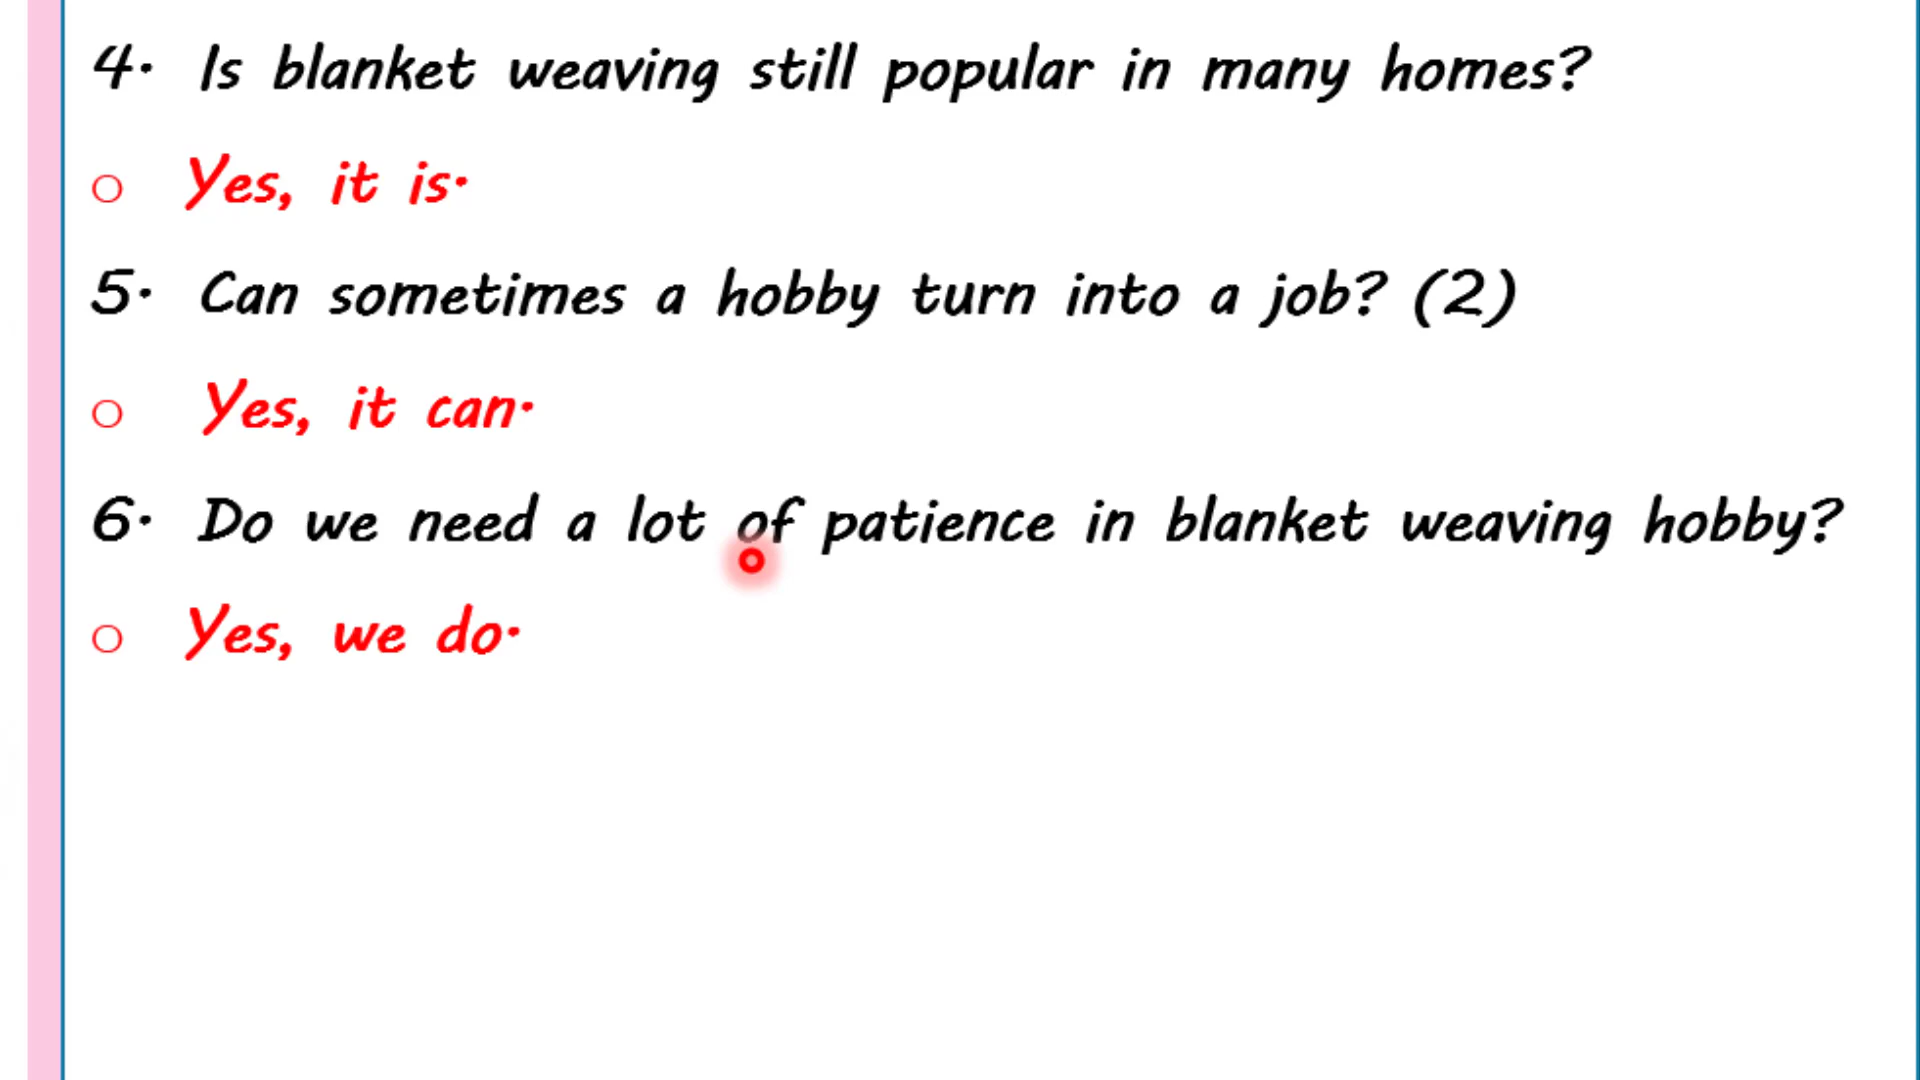 4. Is blanket weaving still popular in many homes?
o Yes, it is.
5. Can sometimes a hobby turn into a job? (2)
o Yes, it can.
6. Do we need a lot of patience in blanket weaving hobby?
o Yes, we do.